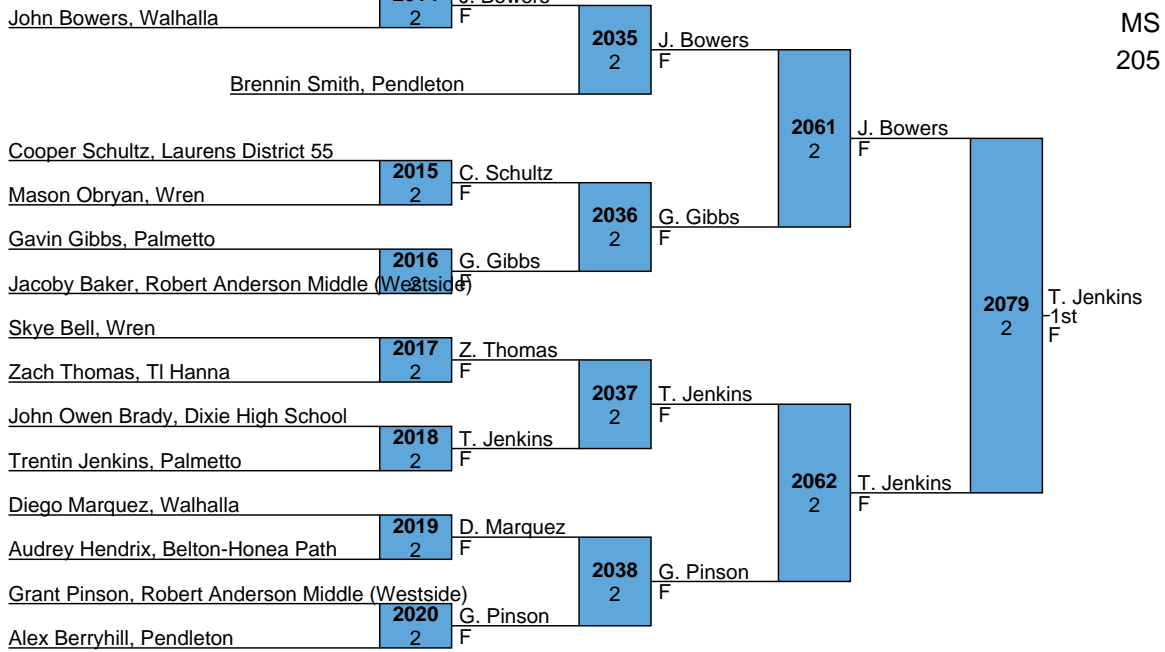 John Bowers, Walhalla
2
J. Bowers
F
MS
205
2035
2
J. Bowers
F
Brennin Smith, Pendleton
2061
2
J. Bowers
F
Cooper Schultz, Laurens District 55
2015
2
C. Schultz
F
Mason Obryan, Wren
2036
2
G. Gibbs
F
Gavin Gibbs, Palmetto
2016
2
G. Gibbs
F
Jacoby Baker, Robert Anderson Middle (Westside)
2079
2
T. Jenkins
1st
F
Skye Bell, Wren
2017
2
Z. Thomas
F
Zach Thomas, Tl Hanna
2037
2
T. Jenkins
F
John Owen Brady, Dixie High School
2018
2
T. Jenkins
F
Trentin Jenkins, Palmetto
2062
2
T. Jenkins
F
Diego Marquez, Walhalla
2019
2
D. Marquez
F
Audrey Hendrix, Belton-Honea Path
2038
2
G. Pinson
F
Grant Pinson, Robert Anderson Middle (Westside)
2020
2
G. Pinson
F
Alex Berryhill, Pendleton